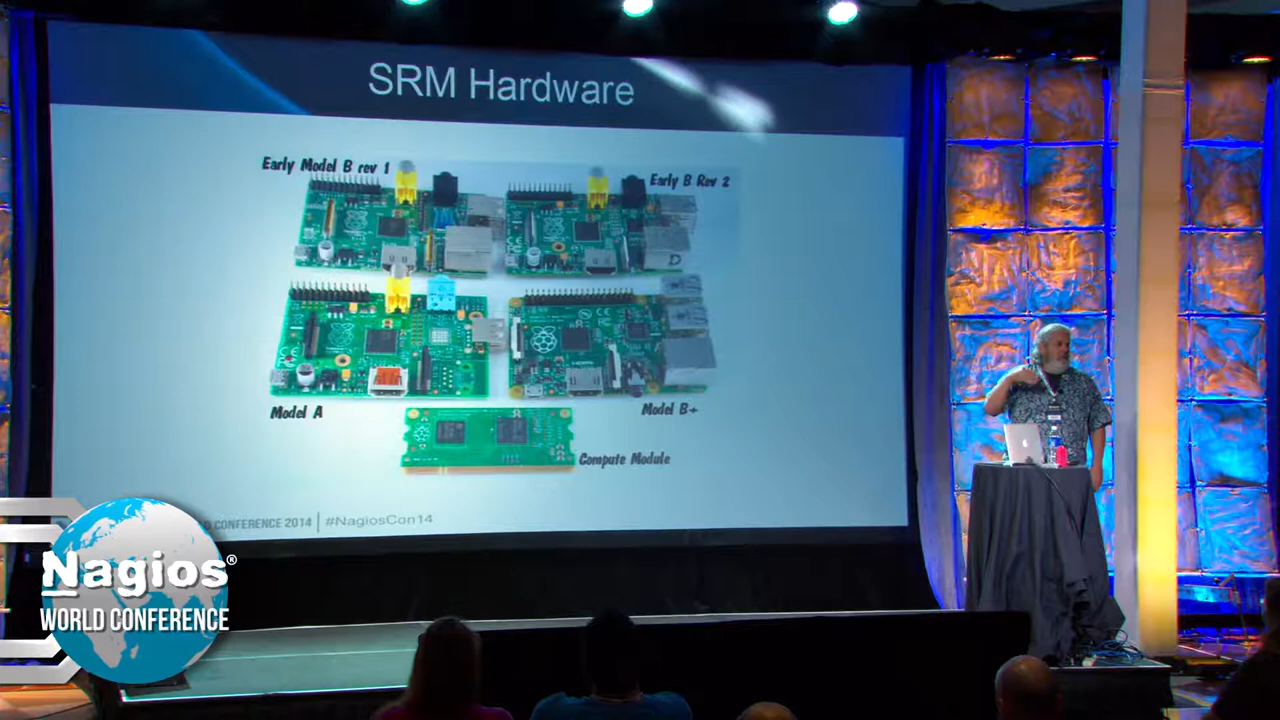 SRM Hardware
Early Model B rev 1
Early B Rev 2
D
Model A
Model B+
Compute Module
CONFERENCE 2014 | #NagiosCon14
Nagios®
WORLD CONFERENCE